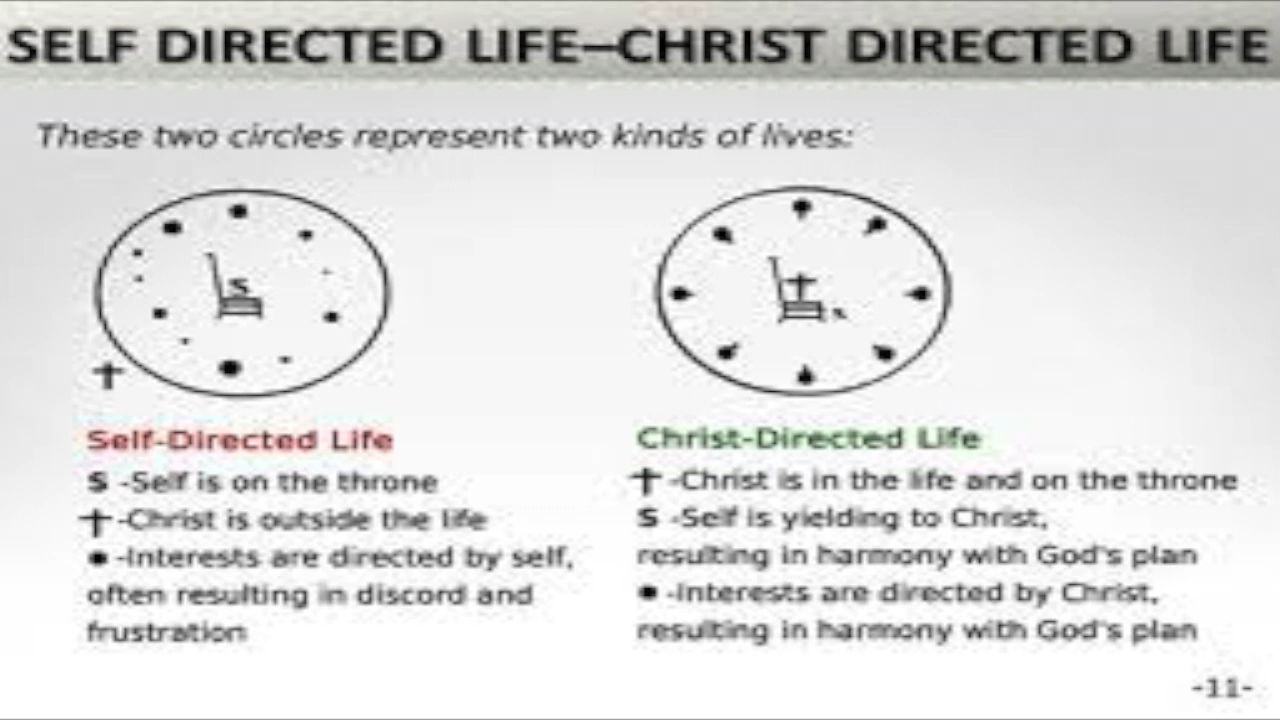 SELF DIRECTED LIFE—CHRIST DIRECTED LIFE
These two circles represent two kinds of lives:
S
†
†
s
Self-Directed Life
S -Self is on the throne
†-Christ is outside the life
●-Interests are directed by self,
often resulting in discord and
frustration
Christ-Directed Life
†-Christ is in the life and on the throne
S -Self is yielding to Christ,
resulting in harmony with God's plan
●-Interests are directed by Christ,
resulting in harmony with God's plan
-11-